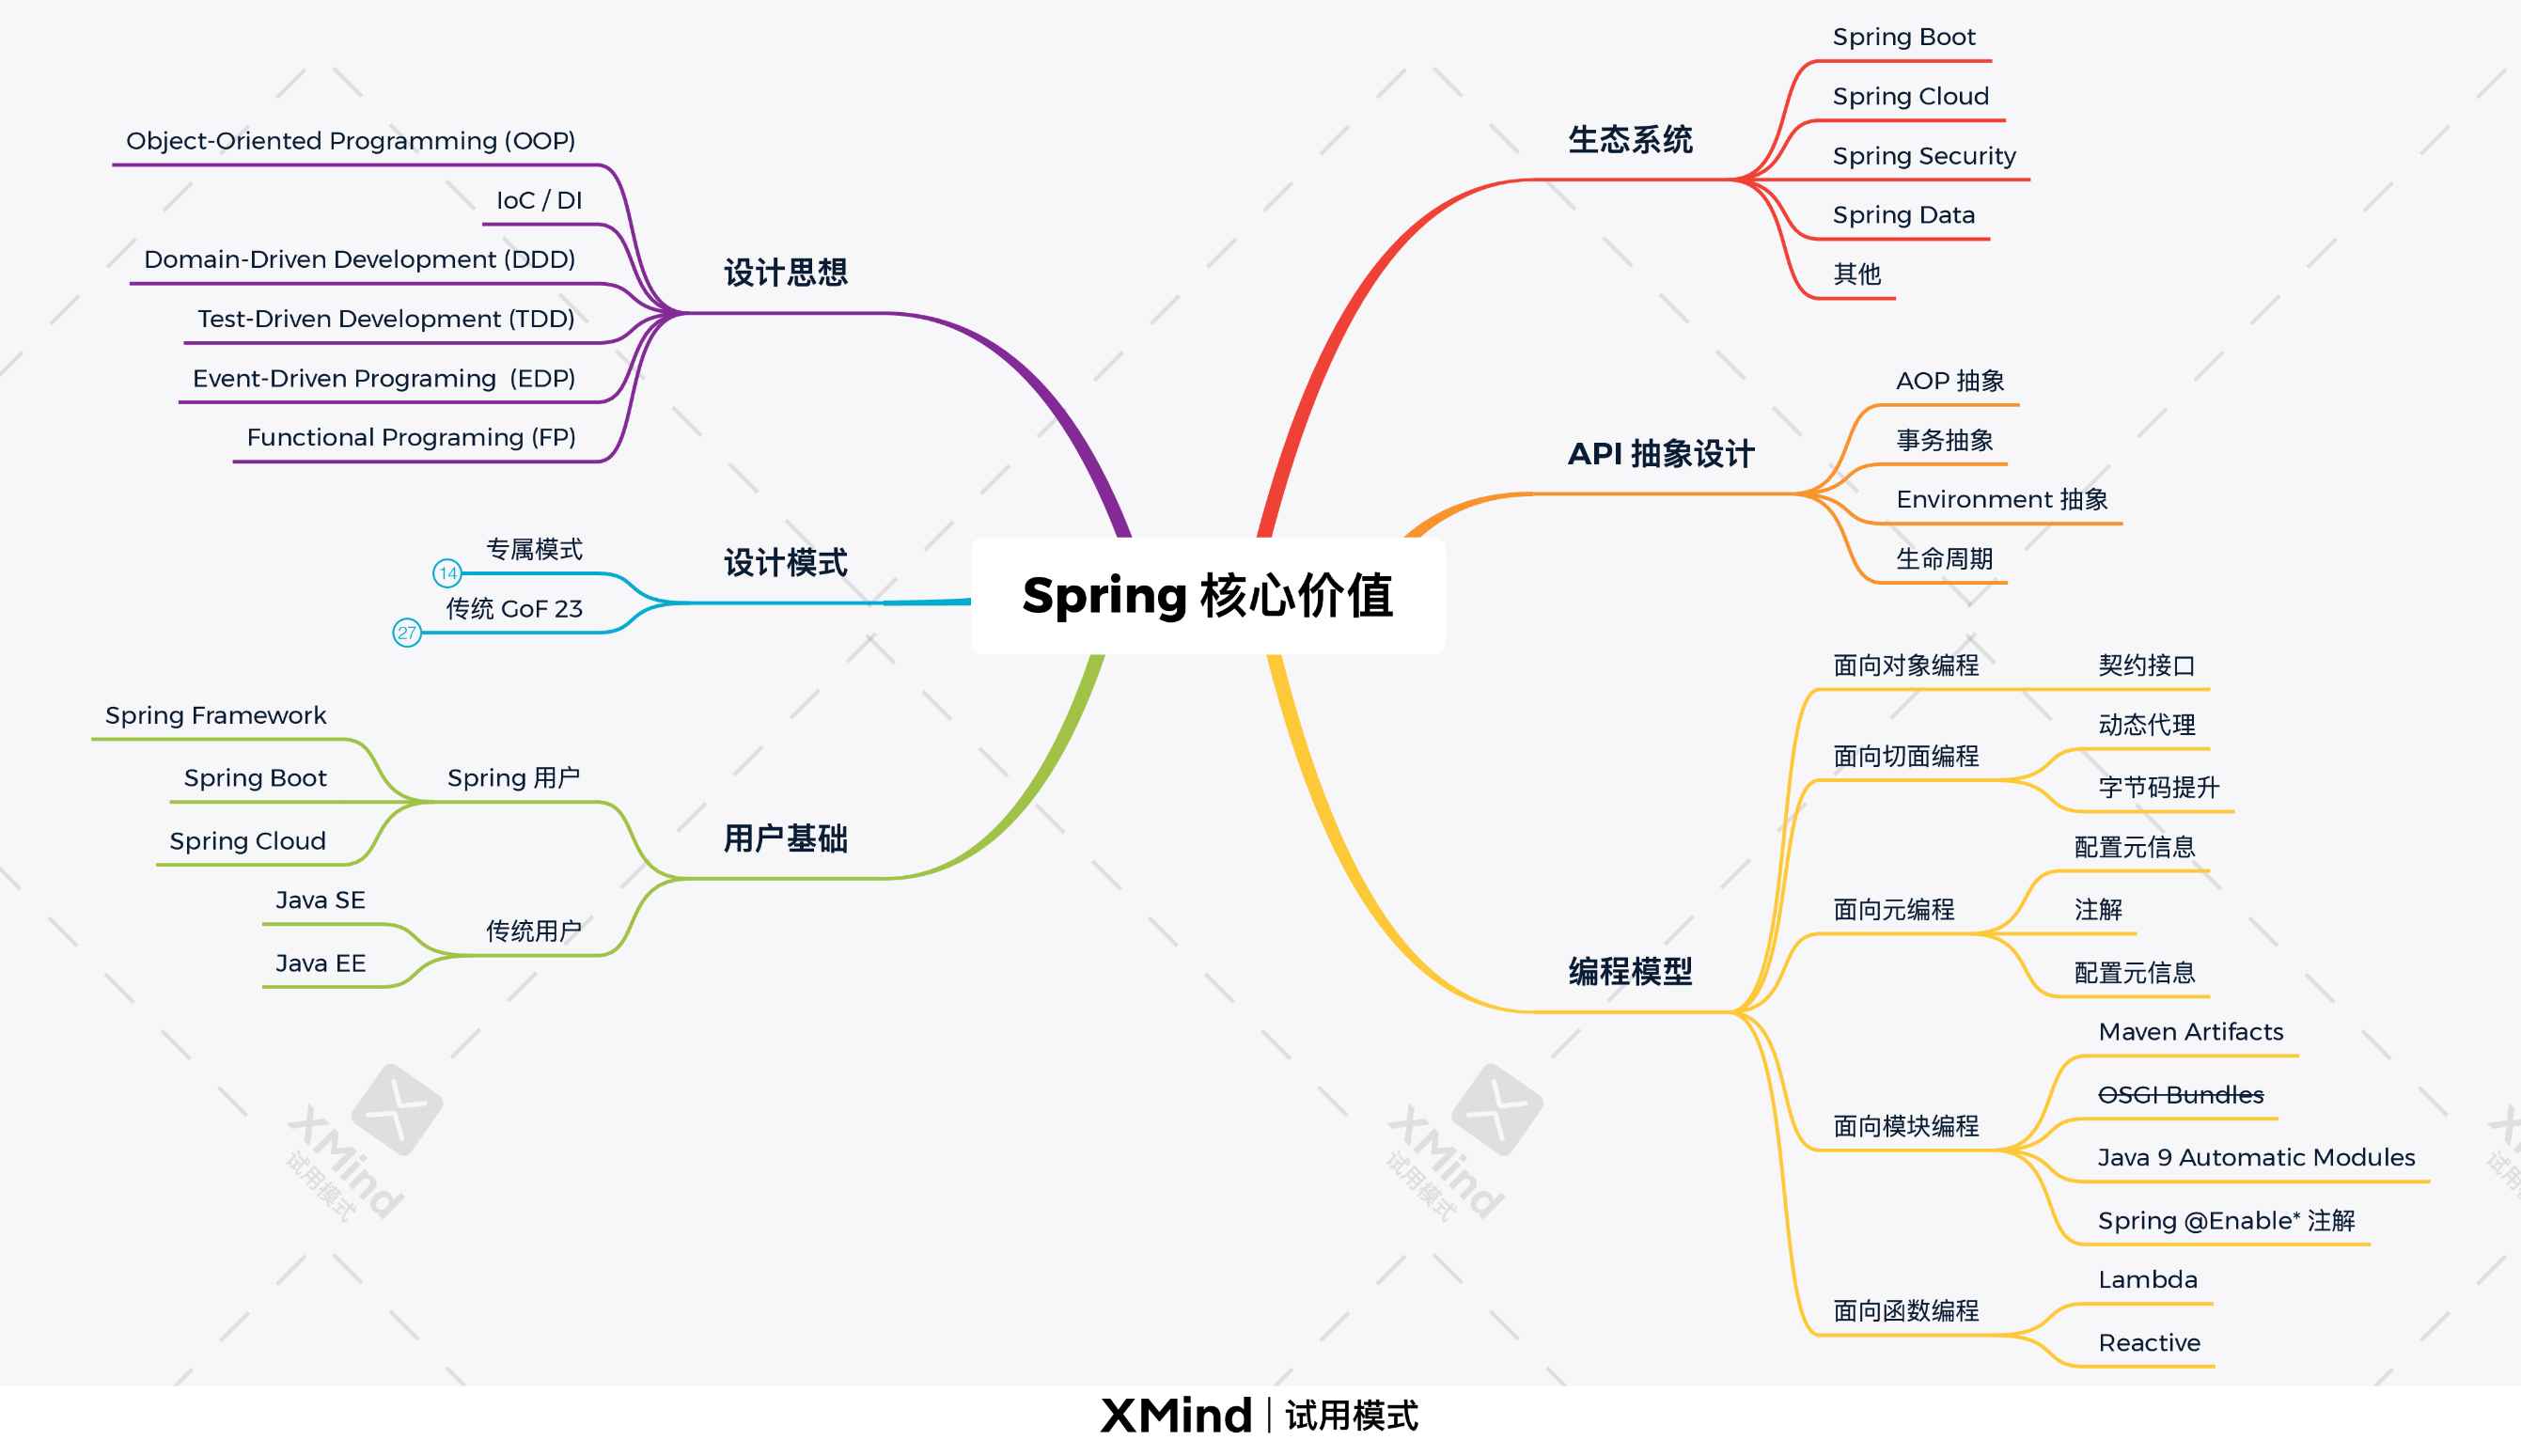 Spring 核心价值
生态系统
Spring Boot
Spring Cloud
Spring Security
Spring Data
其他
API 抽象设计
AOP 抽象
事务抽象
Environment 抽象
生命周期
编程模型
面向对象编程
契约接口
面向切面编程
动态代理
字节码提升
面向元编程
配置元信息
注解
配置元信息
面向模块编程
Maven Artifacts
OSGI Bundles
Java 9 Automatic Modules
Spring @Enable* 注解
面向函数编程
Lambda
Reactive
设计思想
Object-Oriented Programming (OOP)
IoC / DI
Domain-Driven Development (DDD)
Test-Driven Development (TDD)
Event-Driven Programing  (EDP)
Functional Programing (FP)
设计模式
专属模式
14
传统 GoF 23
27
用户基础
Spring 用户
Spring Framework
Spring Boot
Spring Cloud
传统用户
Java SE
Java EE
XMind
试用模式
XMind
试用模式
XMind | 试用模式